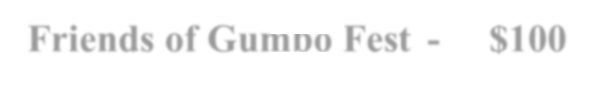 Friends of Gumbo Fest - $100